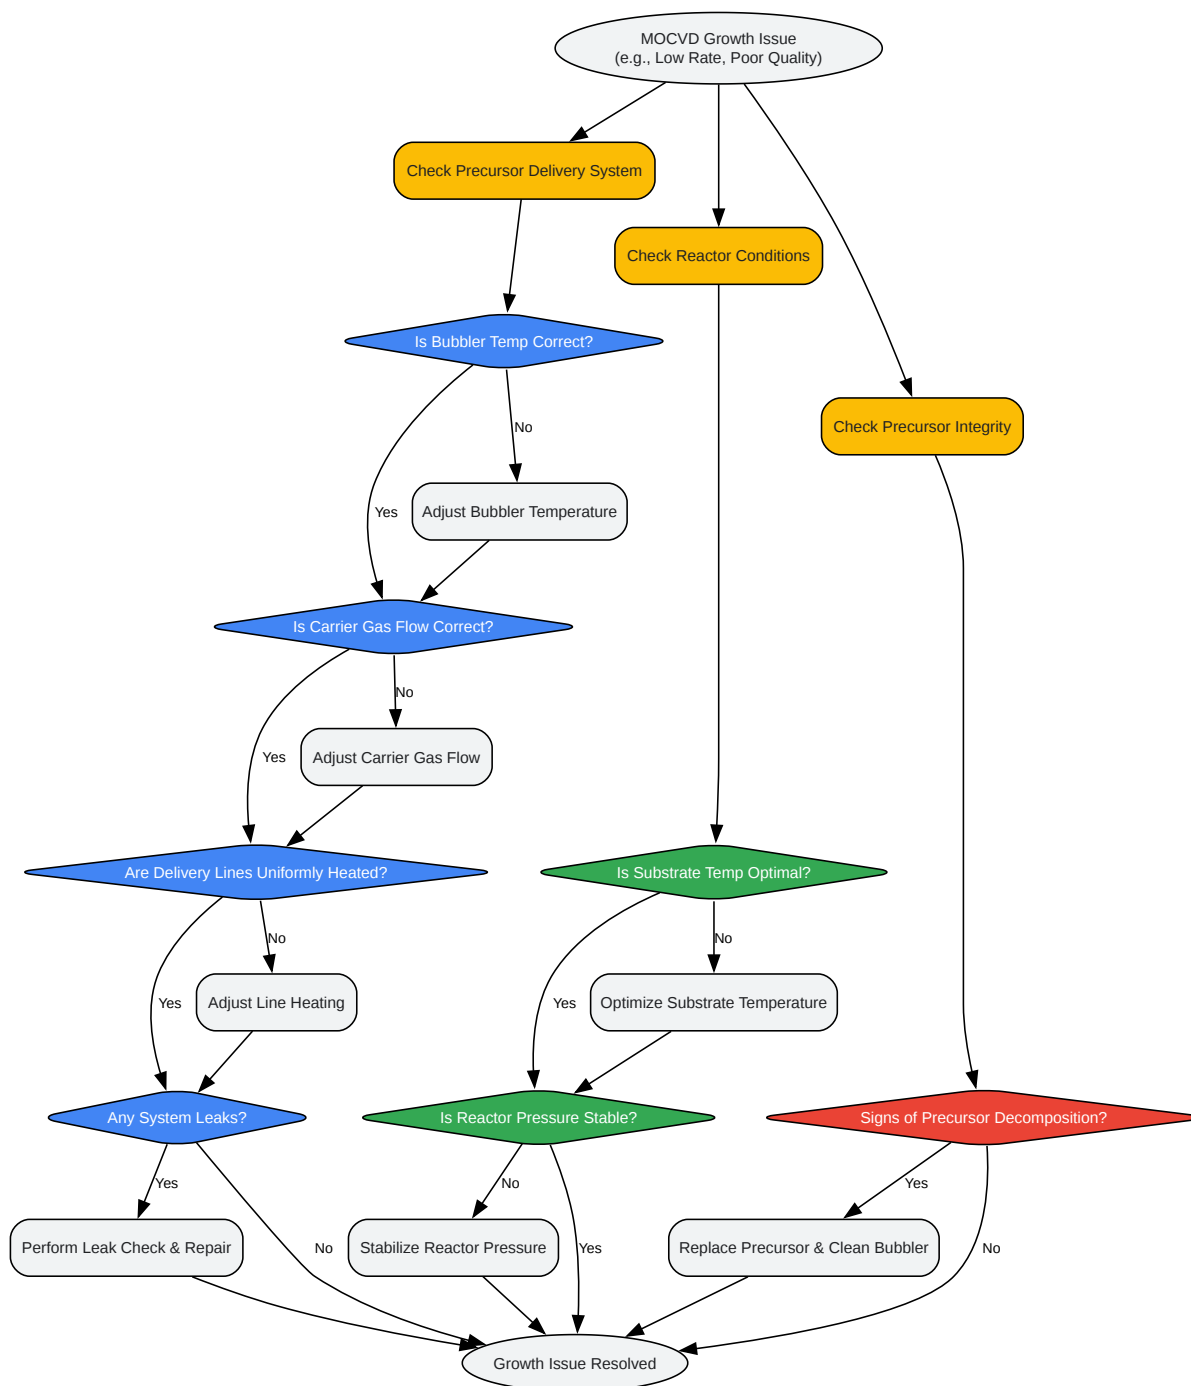 MOCVD Growth Issue
(e.g., Low Rate, Poor Quality)
Check Precursor Delivery System
Check Reactor Conditions
Is Bubbler Temp Correct?
Check Precursor Integrity
No
Yes
Adjust Bubbler Temperature
Is Carrier Gas Flow Correct?
No
Yes
Adjust Carrier Gas Flow
Are Delivery Lines Uniformly Heated?
Is Substrate Temp Optimal?
No
No
Yes
Adjust Line Heating
Yes
Optimize Substrate Temperature
Any System Leaks?
Is Reactor Pressure Stable?
Signs of Precursor Decomposition?
Yes
No
Yes
Perform Leak Check & Repair
No
Stabilize Reactor Pressure
Yes
Replace Precursor & Clean Bubbler
No
Growth Issue Resolved